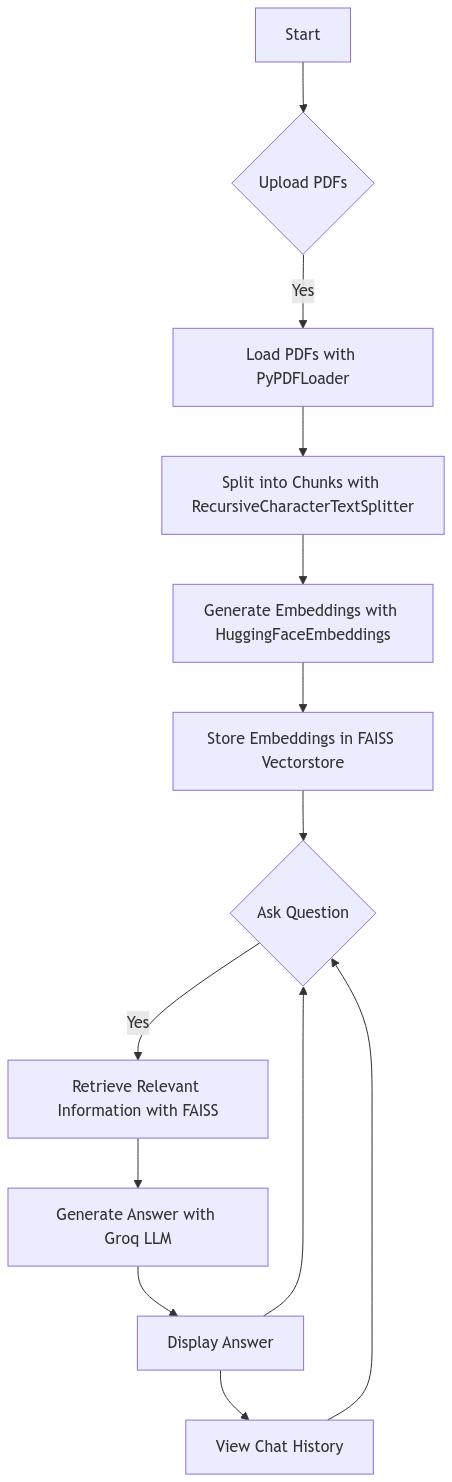 Start
Upload PDFs
Yes
Load PDFs with
PyPDFLoader
Split into Chunks with
RecursiveCharacterTextSplitter
Generate Embeddings with
HuggingFaceEmbeddings
Store Embeddings in FAISS
Vectorstore
Ask Question
Yes
Retrieve Relevant
Information with FAISS
Generate Answer with
Groq LLM
Display Answer
View Chat History